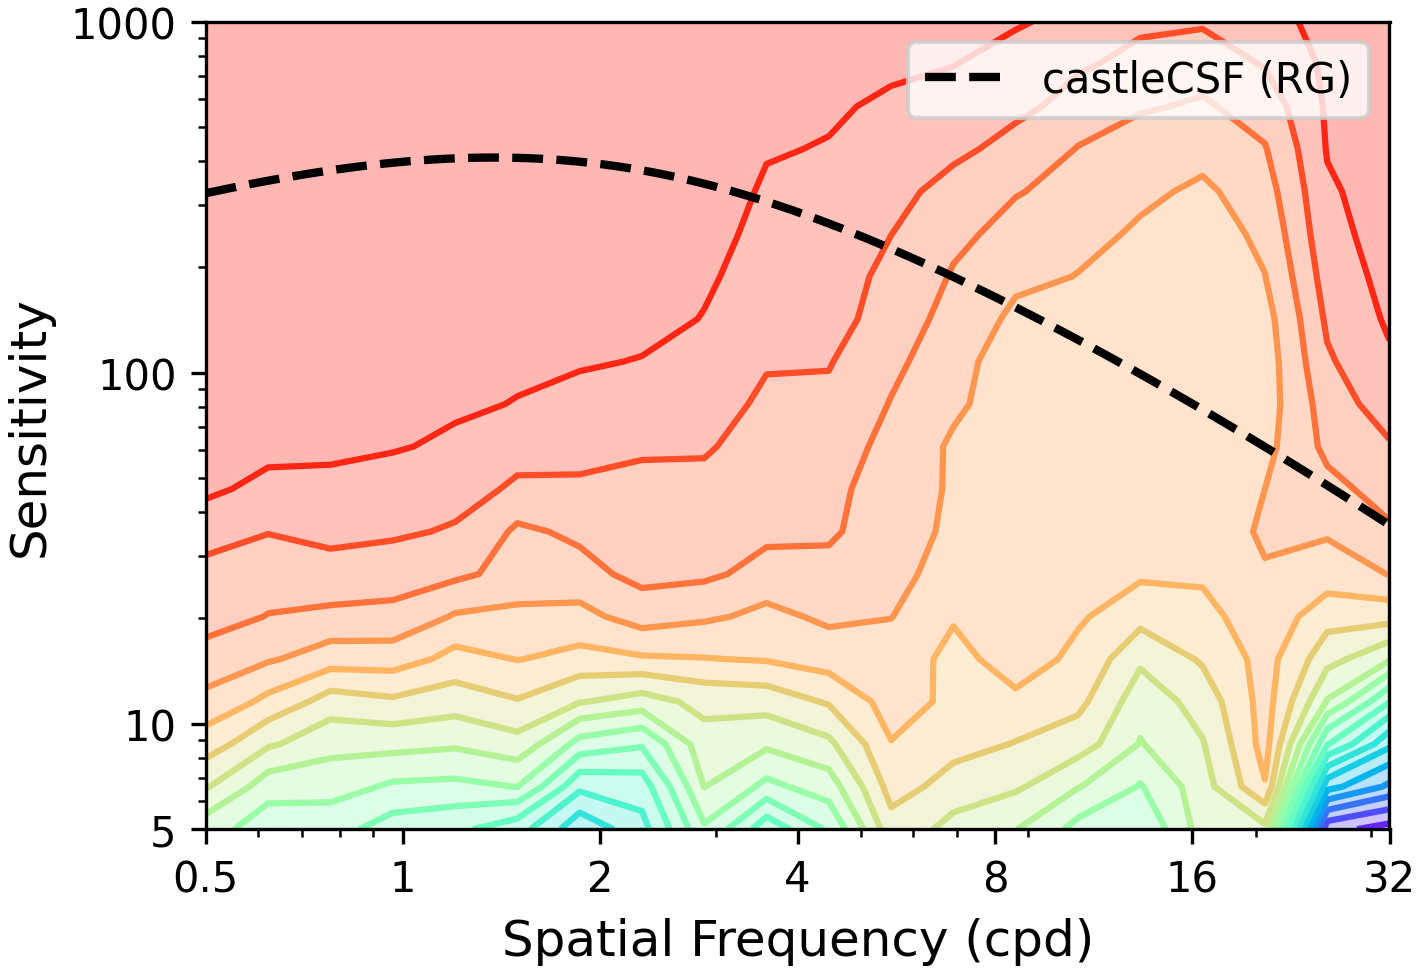 1000
100
10
5
Sensitivity
castleCSF (RG)
0.5 1 2 4 8 16 32
Spatial Frequency (cpd)